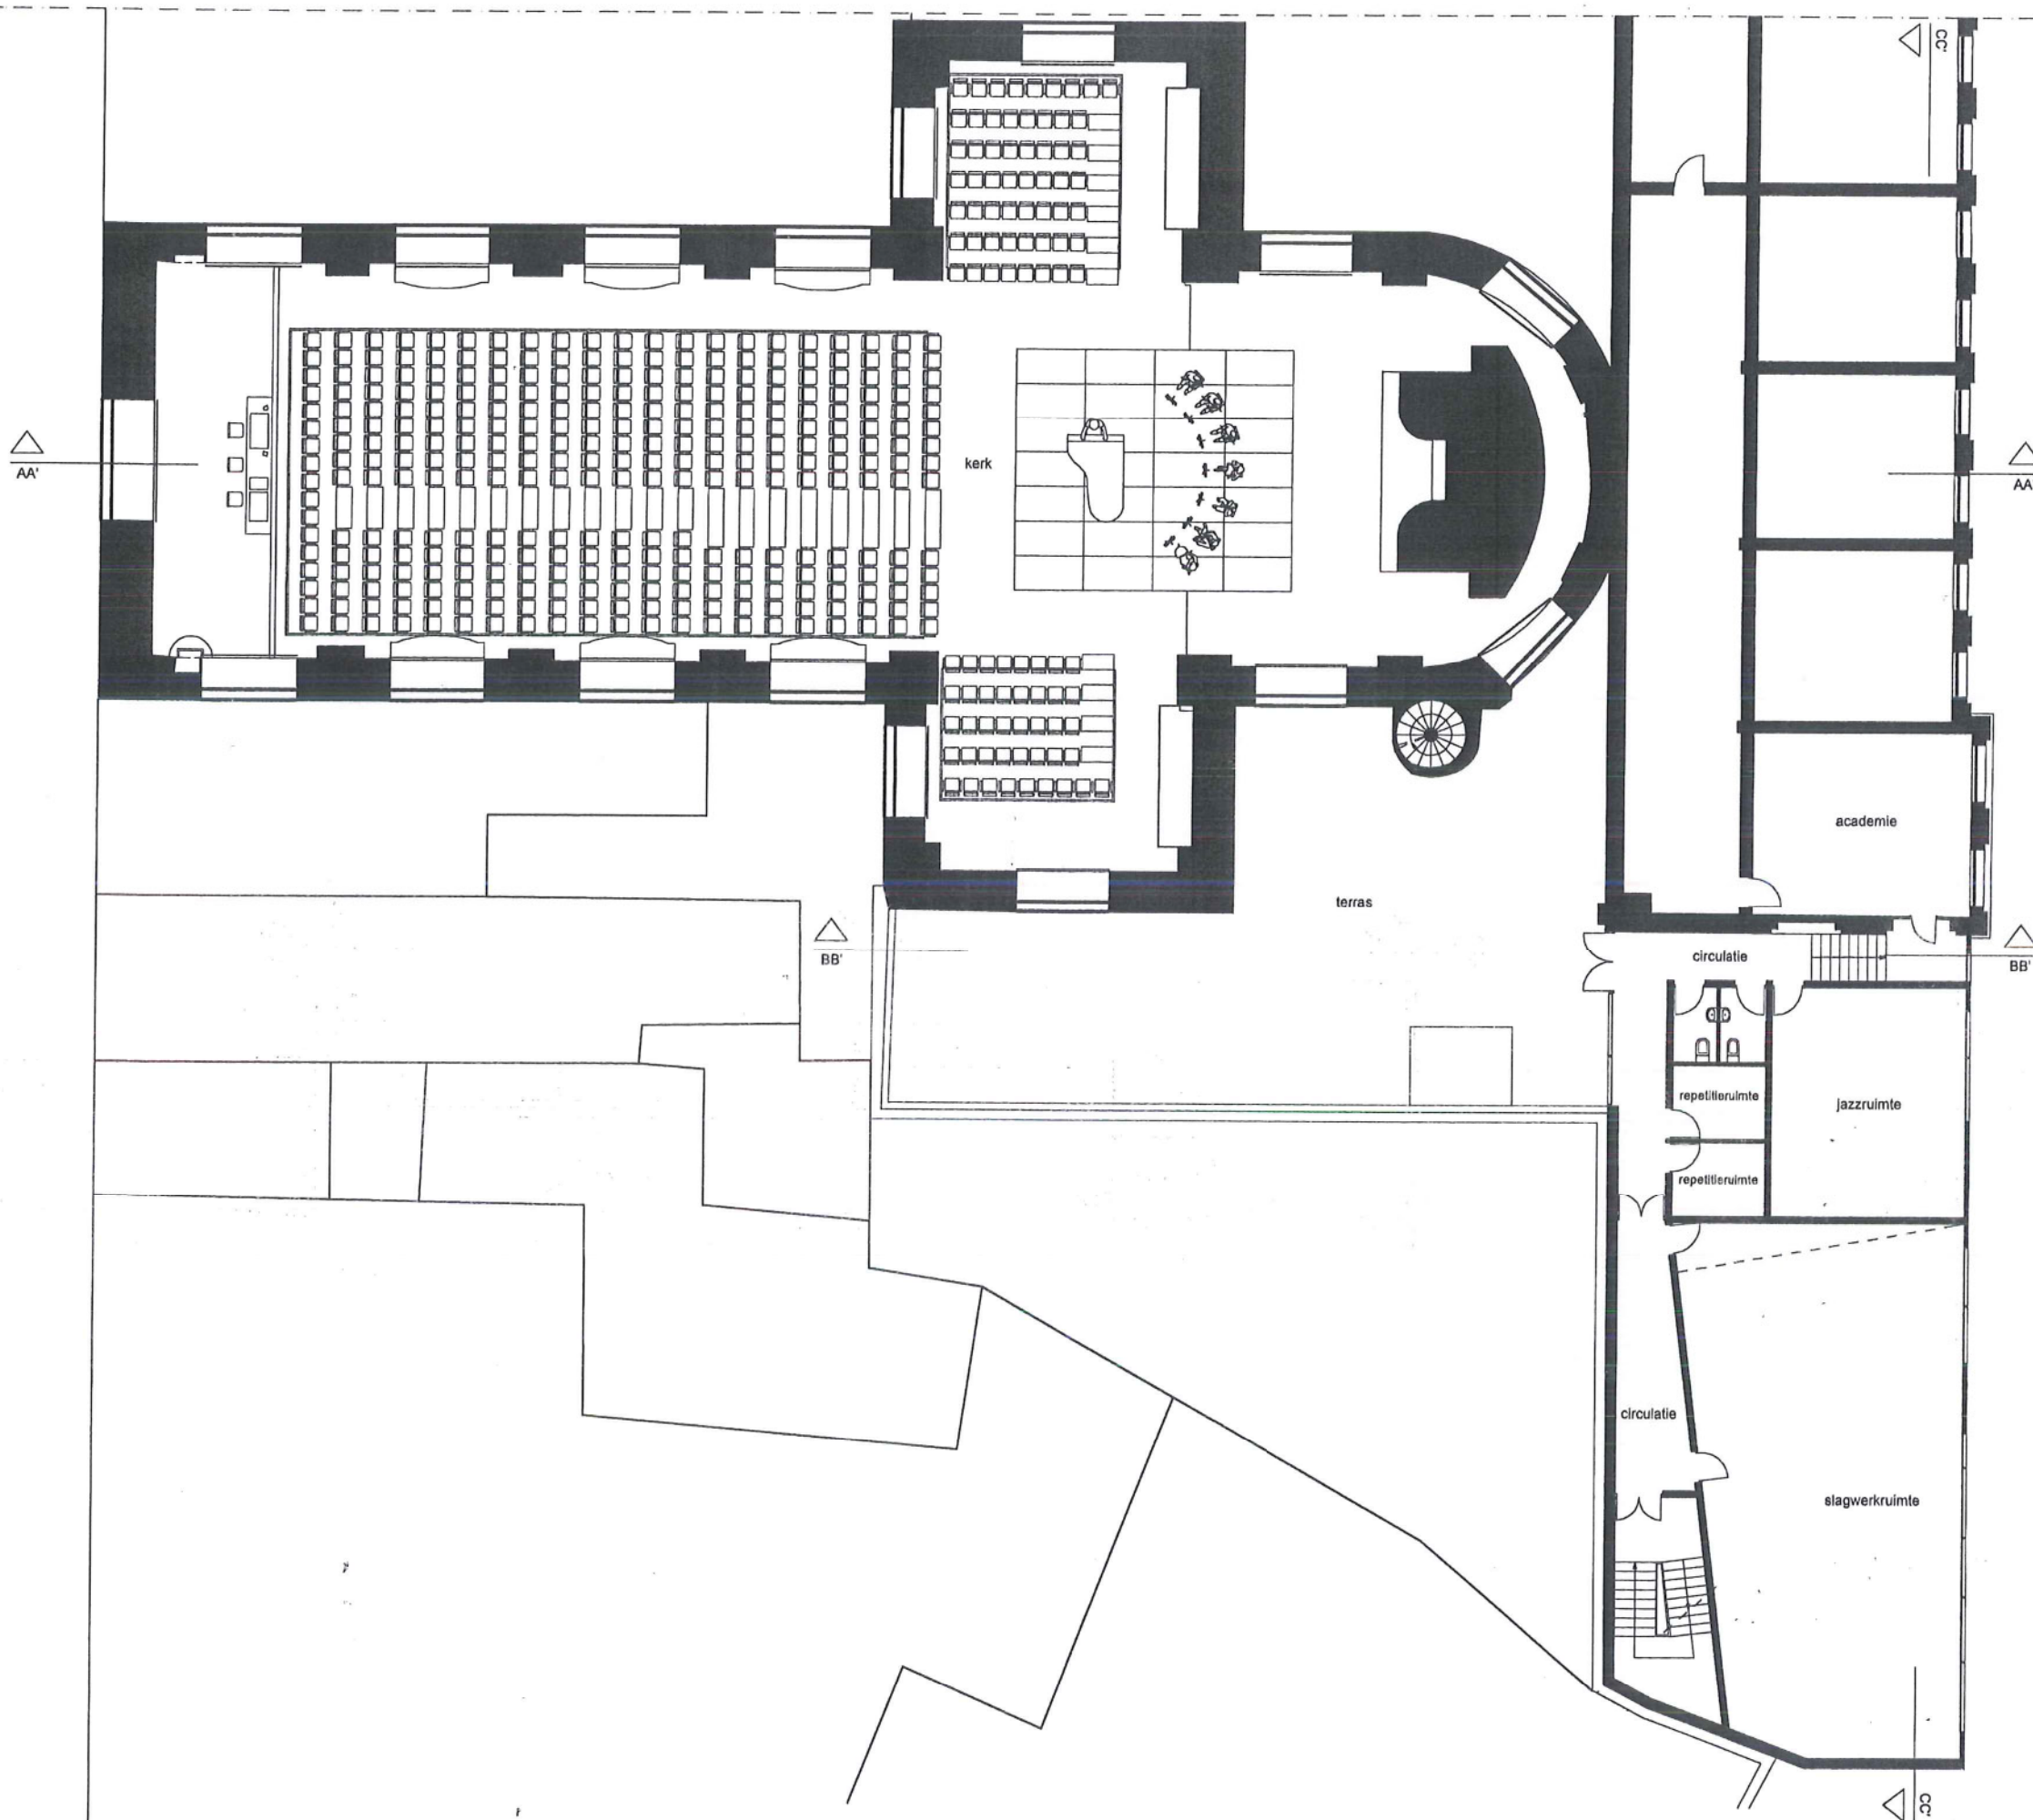 CC'
kerk
AA'
AA'
academie
terras
BB'
circulatie
BB'
repetitieruimte
jazzruimte
repetitieruimte
circulatie
slagwerkruimte
CC'